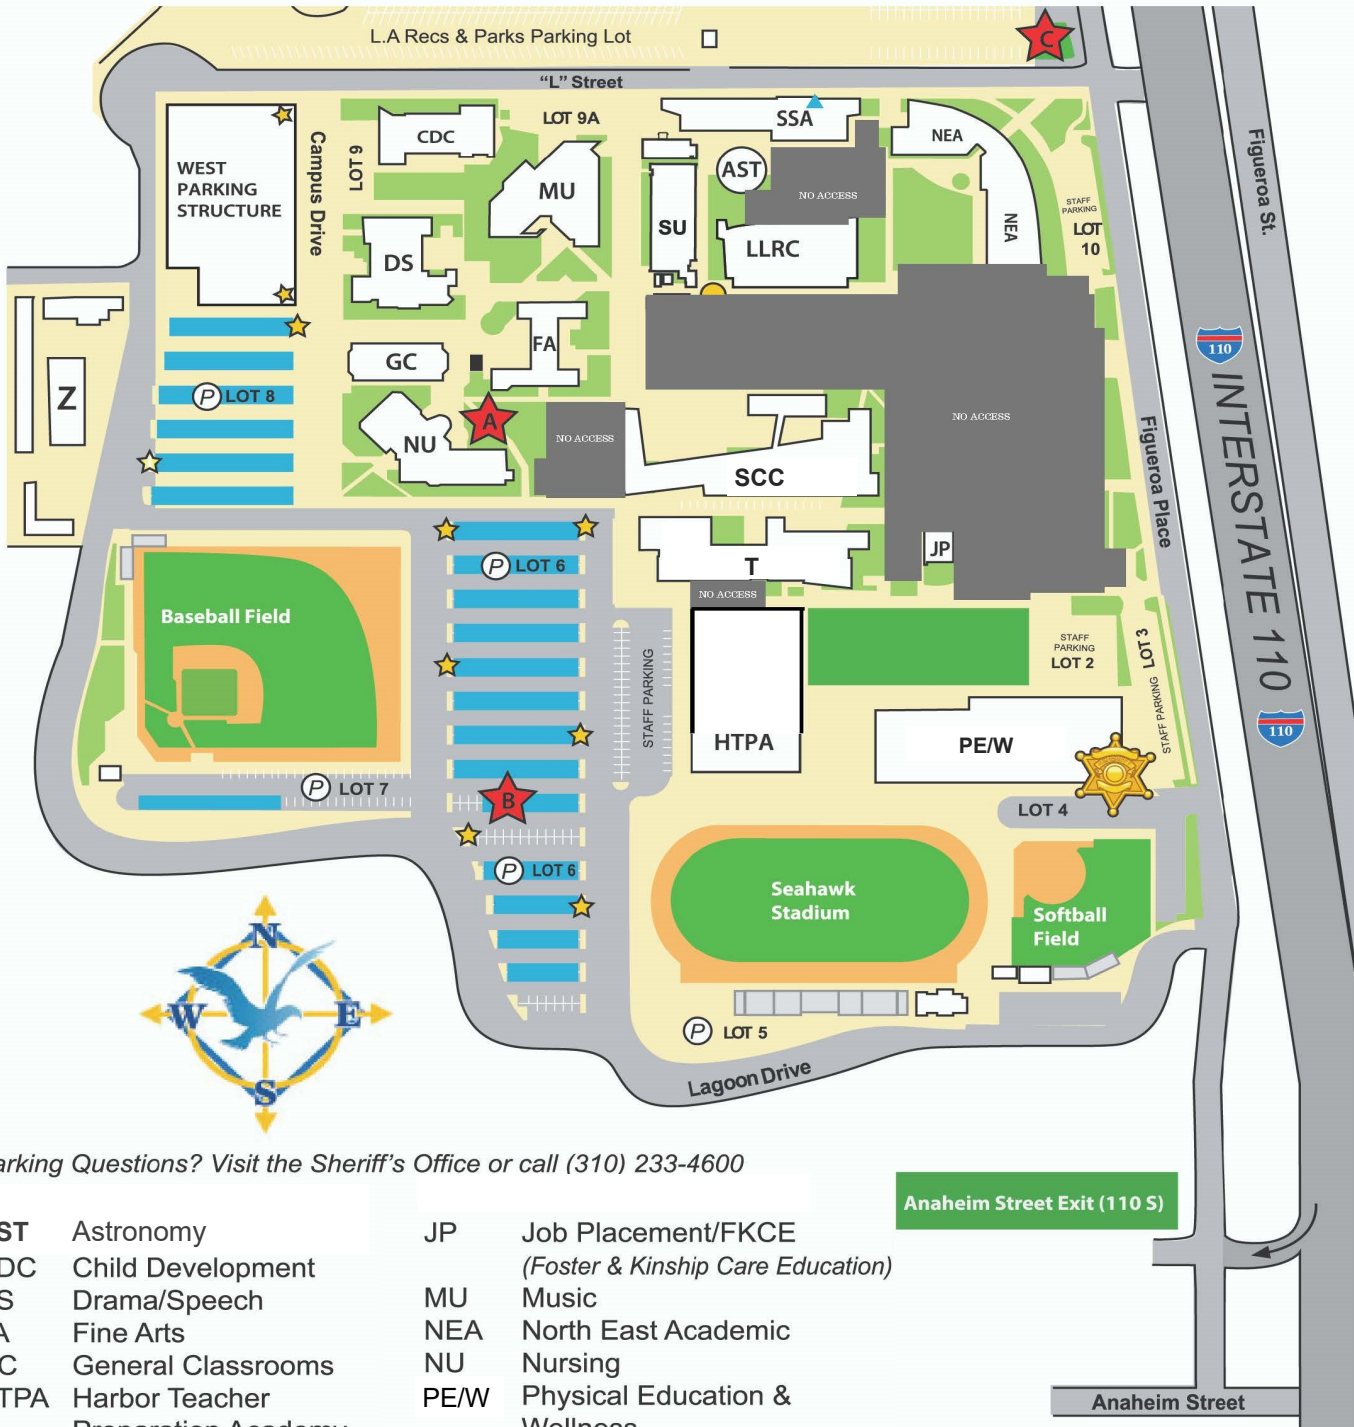 L.A Recs & Parks Parking Lot
C
"L" Street
WEST
PARKING
STRUCTURE
Campus Drive
LOT 9
CDC
LOT 9A
MU
SSA
NEA
AST
NO ACCESS
SU
LLRC
NEA
STAFF
PARKING
LOT
10
Figueroa St.
DS
GC
FA
110
INTERSTATE 110
110
Z
P LOT 8
NU
A
NO ACCESS
SCC
NO ACCESS
Figueroa Place
P LOT 6
T
JP
NO ACCESS
Baseball Field
STAFF PARKING
HTPA
STAFF
PARKING
LOT 2
STAFF PARKING LOT 3
PE/W
P LOT 7
B
LOT 4
P LOT 6
Seahawk
Stadium
Softball
Field
N
W E
S
P LOT 5
Lagoon Drive
arking Questions? Visit the Sheriff's Office or call (310) 233-4600
Anaheim Street Exit (110 S)
ST Astronomy
DC Child Development
S Drama/Speech
A Fine Arts
C General Classrooms
TPA Harbor Teacher
Preparation Academy
JP Job Placement/FKCE
(Foster & Kinship Care Education)
MU Music
NEA North East Academic
NU Nursing
PE/W Physical Education &
Wellness
Anaheim Street